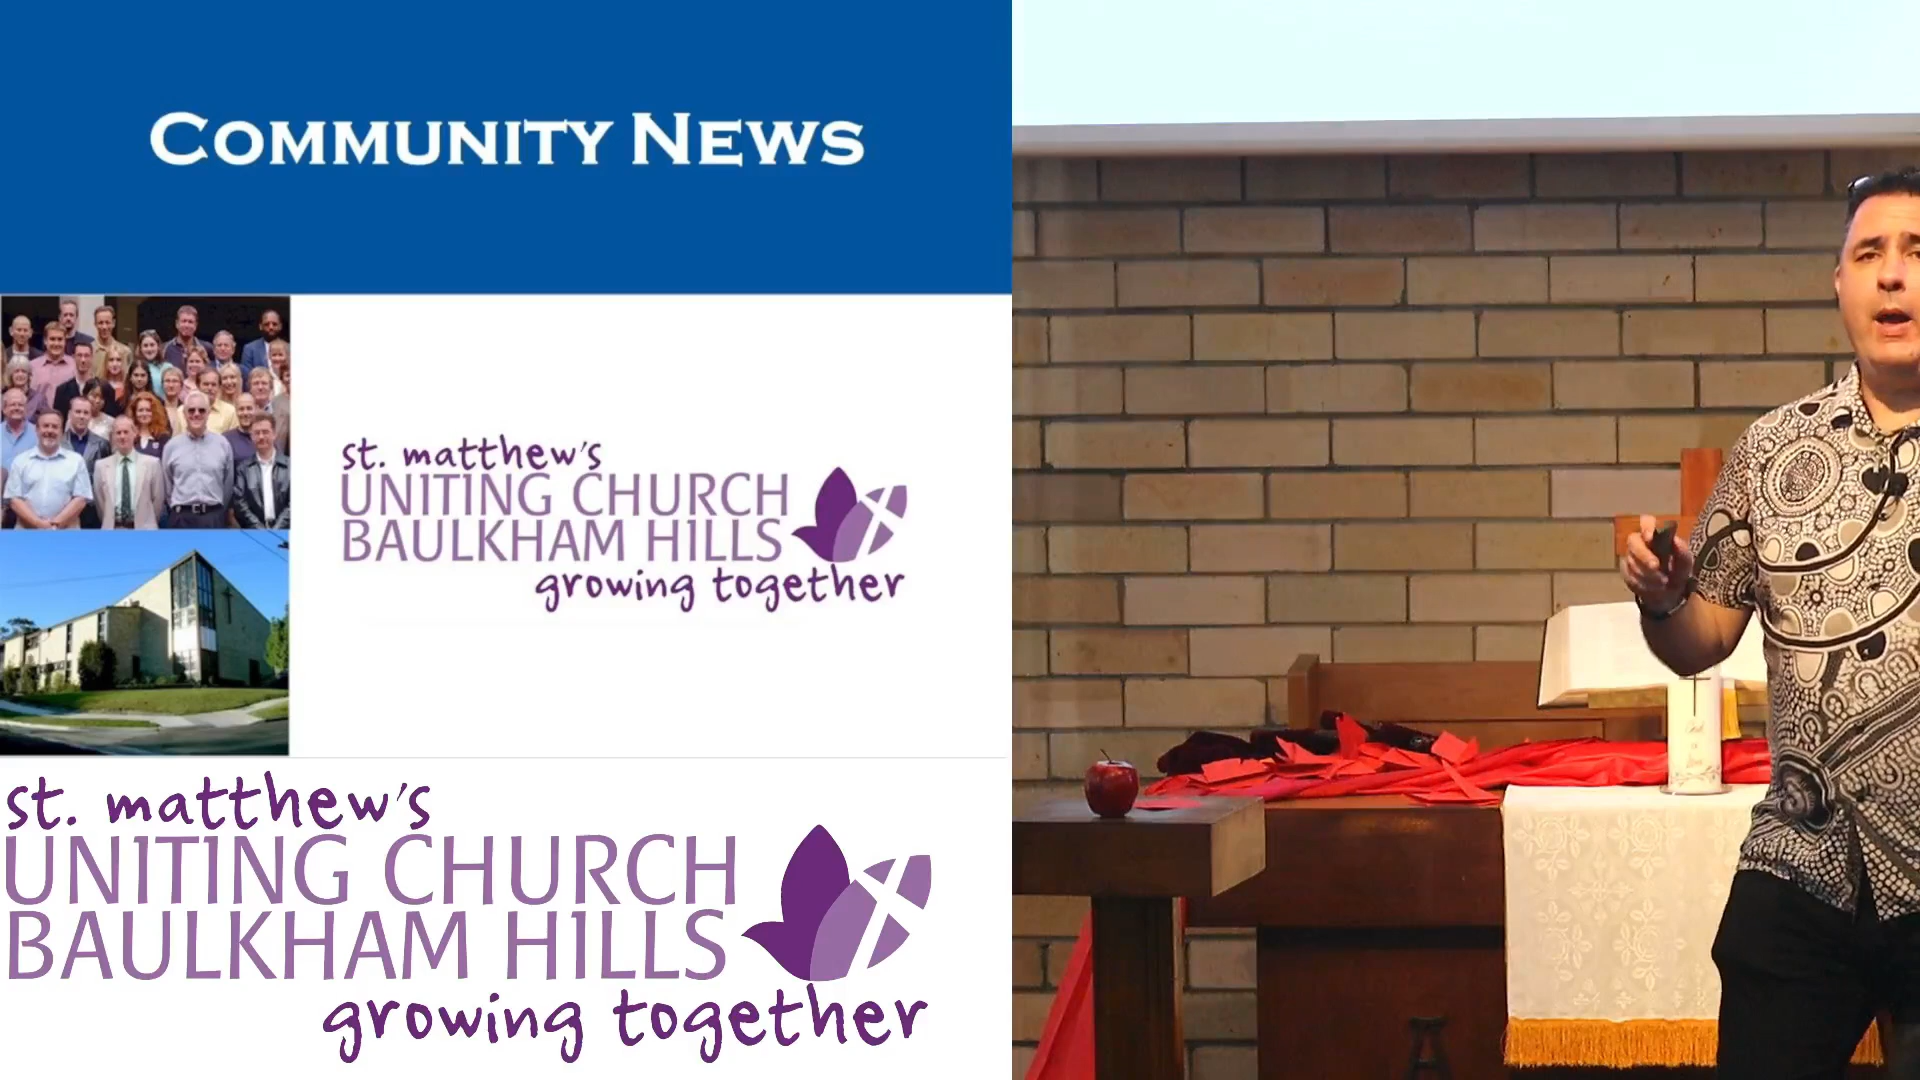 COMMUNITY NEWS
st. matthew's
UNITING CHURCH
BAULKHAM HILLS
growing together
st. matthew's
UNITING CHURCH
BAULKHAM HILLS
growing together